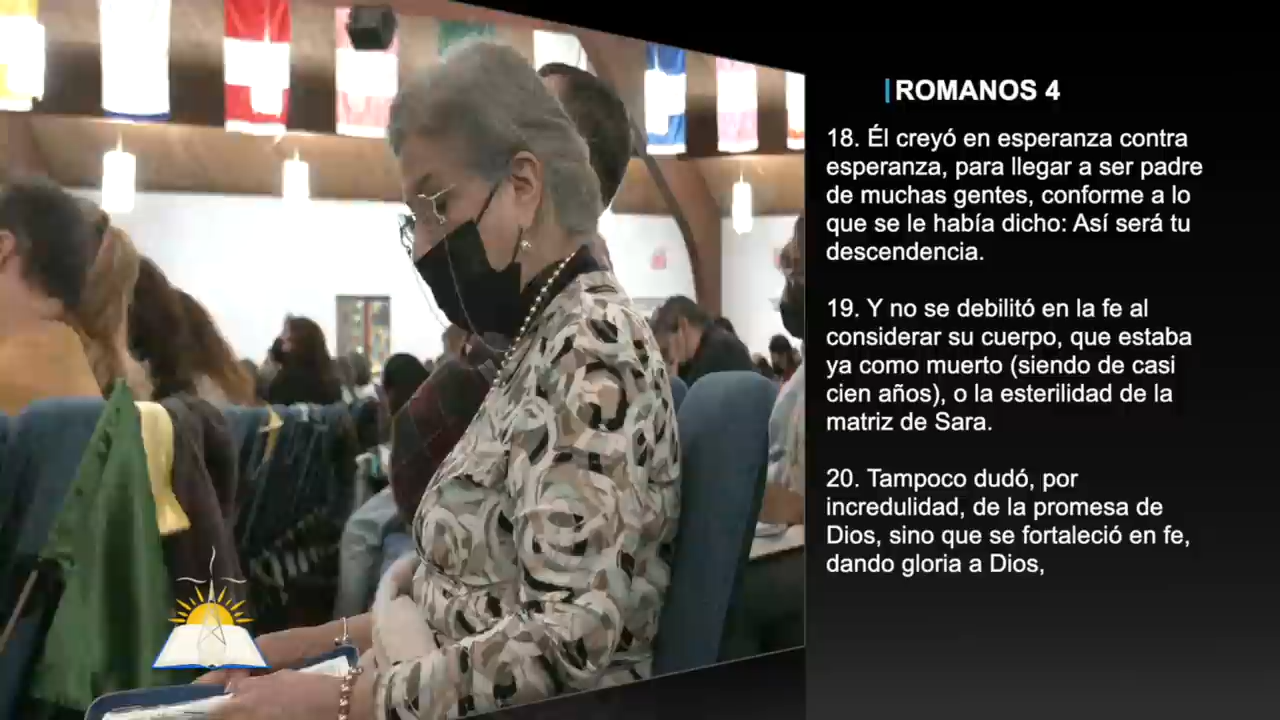 ROMANOS 4
18. Él creyó en esperanza contra
esperanza, para llegar a ser padre
de muchas gentes, conforme a lo
que se le había dicho: Así será tu
descendencia.
19. Y no se debilitó en la fe al
considerar su cuerpo, que estaba
ya como muerto (siendo de casi
cien años), o la esterilidad de la
matriz de Sara.
20. Tampoco dudó, por
incredulidad, de la promesa de
Dios, sino que se fortaleció en fe,
dando gloria a Dios,